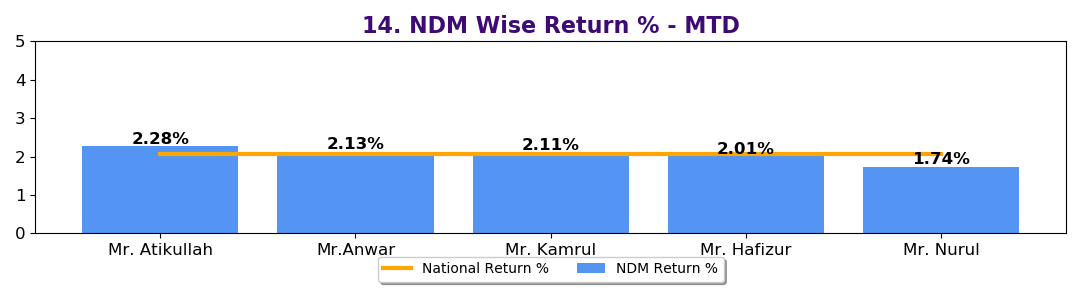 14. NDM Wise Return % - MTD
5
4
3
2
1
0
2.28%
2.13%
2.11%
2.01%
1.74%
Mr. Atikullah
Mr.Anwar
Mr. Kamrul
Mr. Hafizur
Mr. Nurul
National Return %
NDM Return %